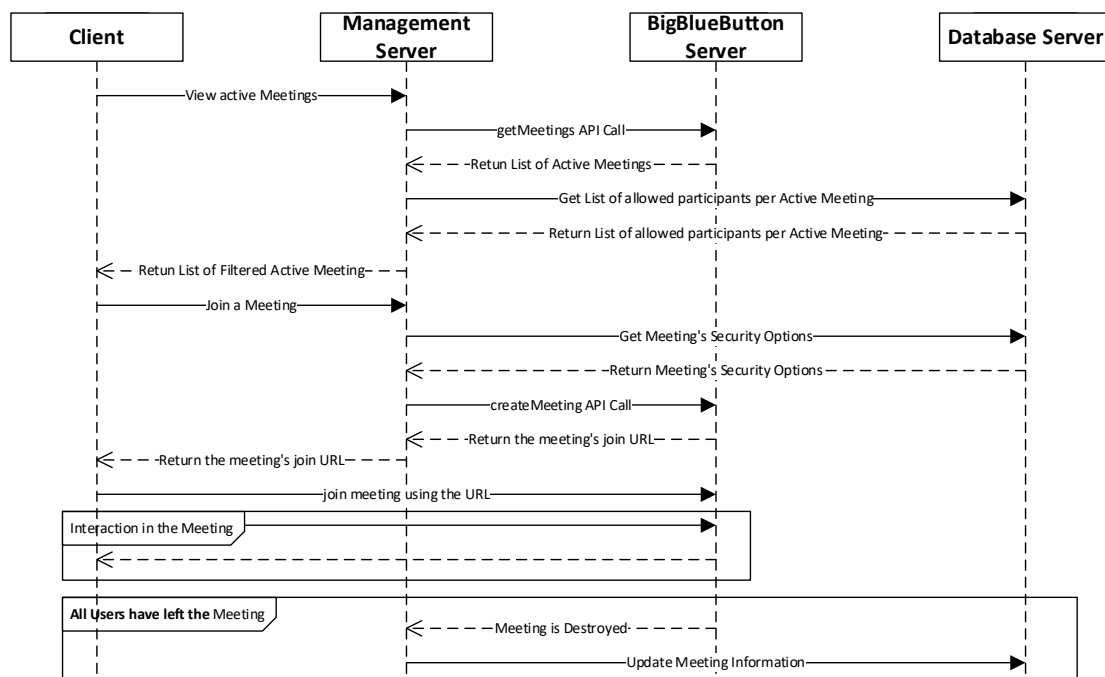 Client
Management
Server
BigBlueButton
Server
Database Server
View active Meetings
getMeetings API Call
Retun List of Active Meetings
Get List of allowed participants per Active Meeting
Return List of allowed participants per Active Meeting
Retun List of Filtered Active Meeting
Join a Meeting
Get Meeting's Security Options
Return Meeting's Security Options
createMeeting API Call
Return the meeting's join URL
Return the meeting's join URL
join meeting using the URL
Interaction in the Meeting
All Users have left the Meeting
Meeting is Destroyed
Update Meeting Information